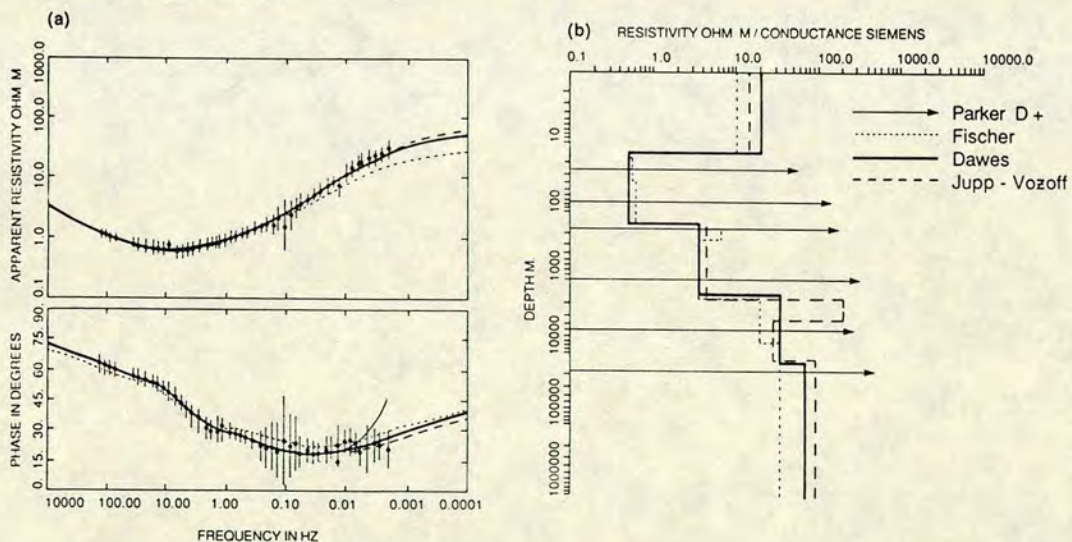 (a)
APPARENT RESISTIVITY OHM M
1000.0
100.0
10.0
1.0
0.1
PHASE IN DEGREES
90
75
60
45
30
15
0.
10000 100.0 10.00 1.00 0.10 0.01 0.001 0.0001
FREQUENCY IN HZ
(b) RESISTIVITY OHM M / CONDUCTANCE SIEMENS
0.1 1.0 10.0 100.0 1000.0 10000.0
DEPTH M.
10
100
1000
10000
100000
1000000
Parker D +
Fischer
Dawes
Jupp - Vozoff